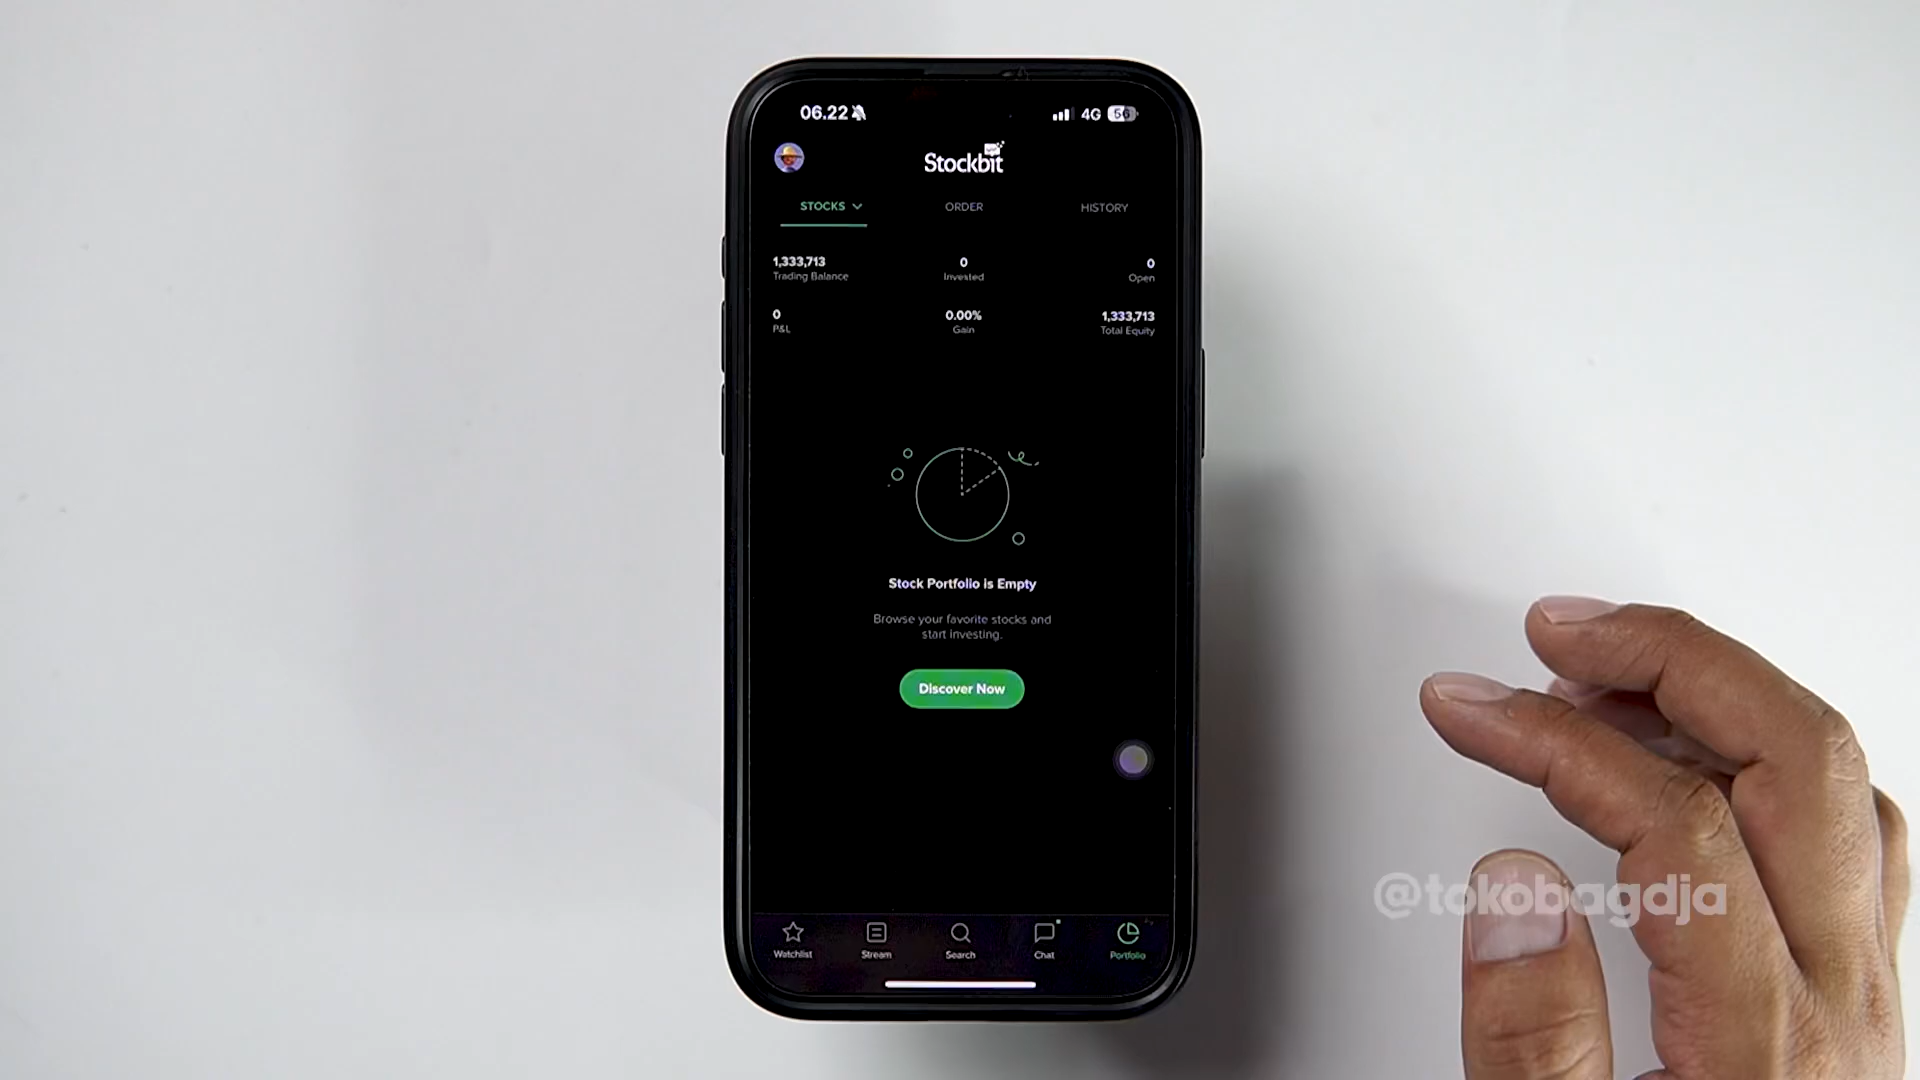 06.22
4G 56
Stockbit
STOCKS ORDER HISTORY
1,333,713 0 0
Trading Balance Invested Open
0 0.00% 1,333,713
P&L Gain Total Equity
Stock Portfolio is Empty
Browse your favorite stocks and
start investing.
Discover Now
@tokobagdja
Watchlist Stream Search Chat Portfolio